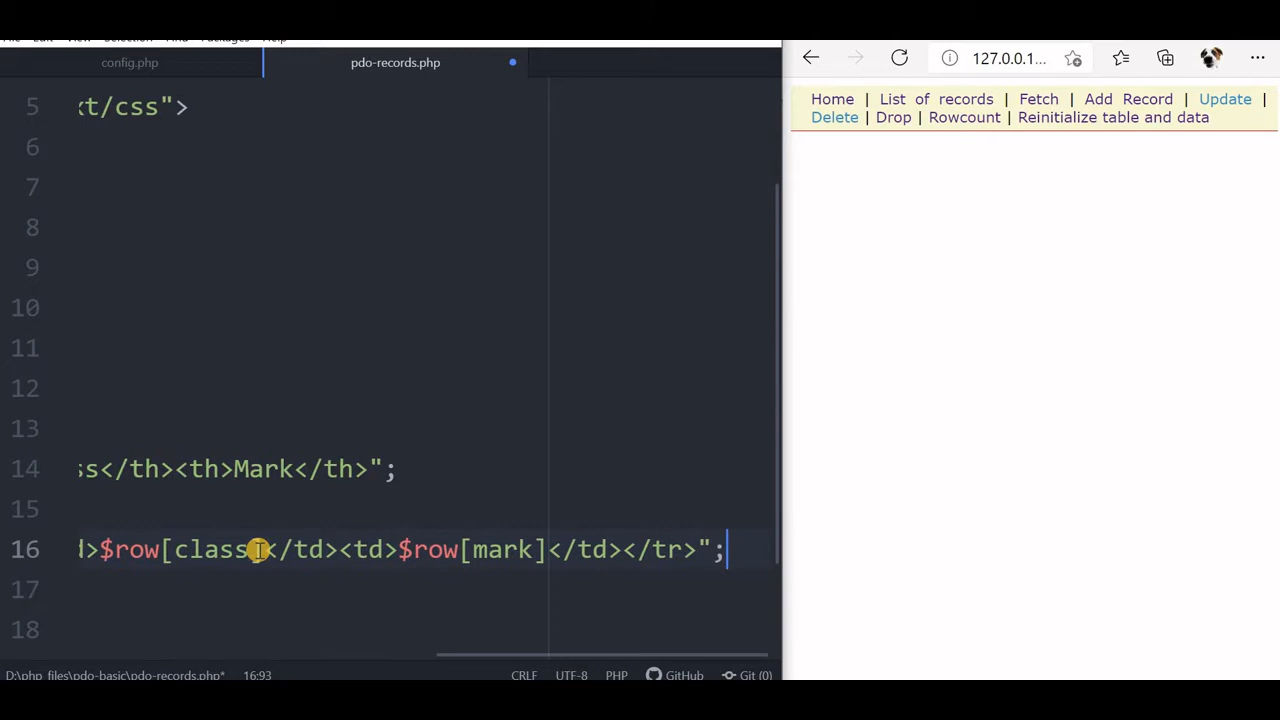 config.php
pdo-records.php
5 xt/css">
6
7
8
9
10
11
12
13
14 ss</th><th>Mark</th>";
15
16 d>$row[class]</td><td>$row[mark]</td></tr>";
17
18
D:\php_files\pdo-basic\pdo-records.php* 16:93 CRLF UTF-8 PHP GitHub Git (0)
127.0.0.1...
Home | List of records | Fetch | Add Record | Update |
Delete | Drop | Rowcount | Reinitialize table and data